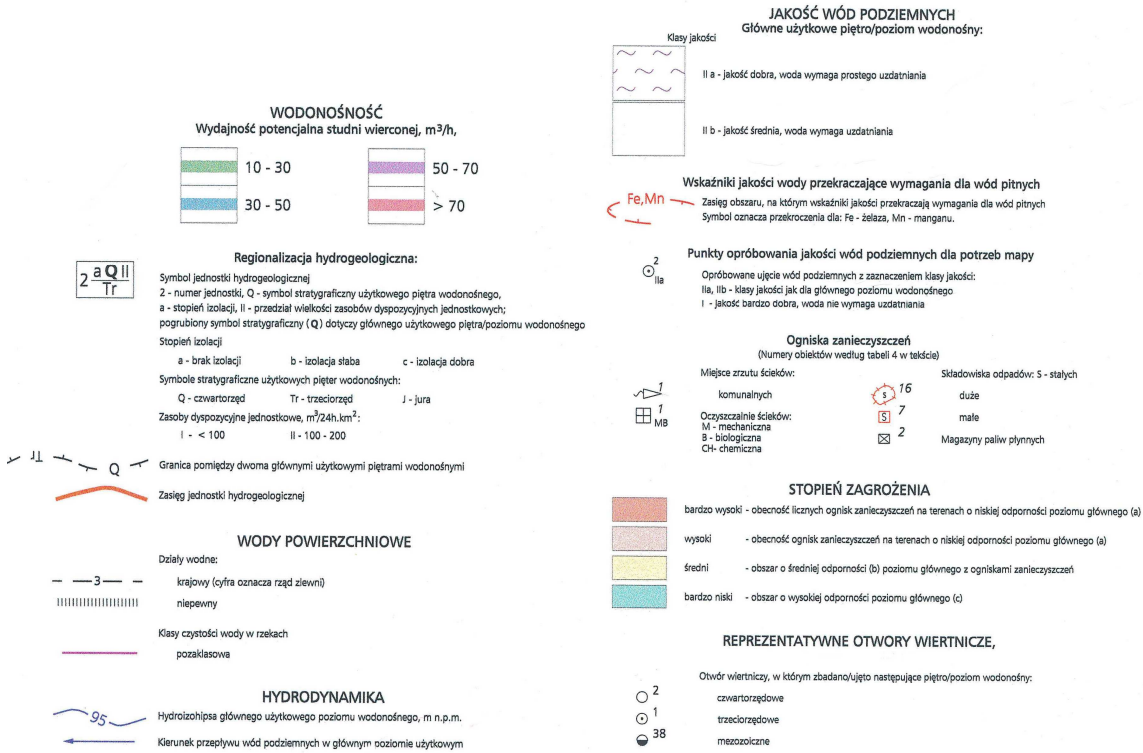 WODONOŚNOŚĆ
Wydajność potencjalna studni wierconej, m³/h,
10 - 30
50 - 70
30 - 50
> 70
Regionalizacja hydrogeologiczna:
2 a Q II
Tr
Symbol jednostki hydrogeologicznej
2 - numer jednostki, Q - symbol stratygraficzny użytkowego piętra wodonośnego,
a - stopień izolacji, II - przedział wielkości zasobów dyspozycyjnych jednostkowych;
pogrubiony symbol stratygraficzny (Q) dotyczy głównego użytkowego piętra/poziomu wodonośnego
Stopień izolacji
a - brak izolacji b - izolacja słaba c - izolacja dobra
Symbole stratygraficzne użytkowych pięter wodonośnych:
Q - czwartorzęd Tr - trzeciorzęd J - jura
Zasoby dyspozycyjne jednostkowe, m³/24h.km²:
I - < 100 II - 100 - 200
Tr Q
Granica pomiędzy dwoma głównymi użytkowymi piętrami wodonośnymi
Zasięg jednostki hydrogeologicznej
WODY POWIERZCHNIOWE
Działy wodne:
3 krajowy (cyfra oznacza rząd ziewni)
niepewny
Klasy czystości wody w rzekach
pozaklasowa
HYDRODYNAMIKA
95 Hydroizohipsa głównego użytkowego poziomu wodonośnego, m n.p.m.
Kierunek przepływu wód podziemnych w głównym poziomie użytkowym
JAKOŚĆ WÓD PODZIEMNYCH
Główne użytkowe piętro/poziom wodonośny:
Klasy jakości
II a - jakość dobra, woda wymaga prostego uzdatniania
II b - jakość średnia, woda wymaga uzdatniania
Wskaźniki jakości wody przekraczające wymagania dla wód pitnych
Fe,Mn
Zasięg obszaru, na którym wskaźniki jakości przekraczają wymagania dla wód pitnych
Symbol oznacza przekroczenia dla: Fe - żelaza, Mn - manganu.
Punkty opróbowania jakości wód podziemnych dla potrzeb mapy
2
IIa
Opróbowane ujęcie wód podziemnych z zaznaczeniem klasy jakości:
IIa, IIb - klasy jakości jak dla głównego poziomu wodonośnego
I - jakość bardzo dobra, woda nie wymaga uzdatniania
Ogniska zanieczyszczeń
(Numery obiektów według tabeli 4 w tekście)
Miejsce zrzutu ścieków:
1 komunalnych
1
MB
Oczyszczalnie ścieków:
M - mechaniczna
B - biologiczna
CH- chemiczna
Składowiska odpadów: S - stałych
S 16 duże
S 7 małe
2 Magazyny paliw płynnych
STOPIEŃ ZAGROŻENIA
bardzo wysoki - obecność licznych ognisk zanieczyszczeń na terenach o niskiej odporności poziomu głównego (a)
wysoki - obecność ognisk zanieczyszczeń na terenach o niskiej odporności poziomu głównego (a)
średni - obszar o średniej odporności (b) poziomu głównego z ogniskami zanieczyszczeń
bardzo niski - obszar o wysokiej odporności poziomu głównego (c)
REPREZENTATYWNE OTWORY WIERTNICZE,
Otwór wiertniczy, w którym zbadano/ujęto następujące piętro/poziom wodonośny:
2 czwartorzędowe
1 trzeciorzędowe
38 mezozoiczne